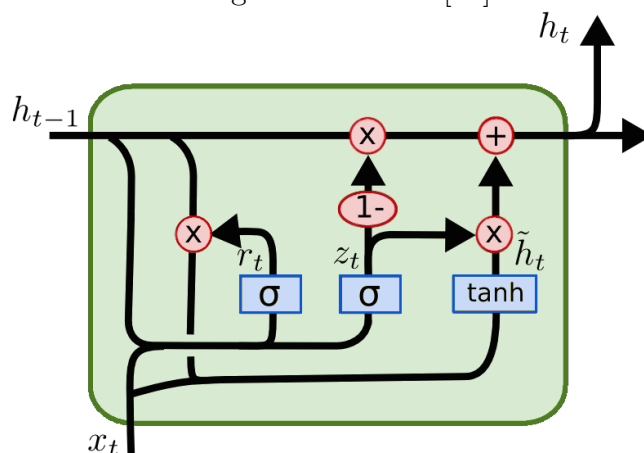 h_t
h_{t-1}
x
+
1-
x
r_t
z_t
x
h̃_t
σ
σ
tanh
x_t